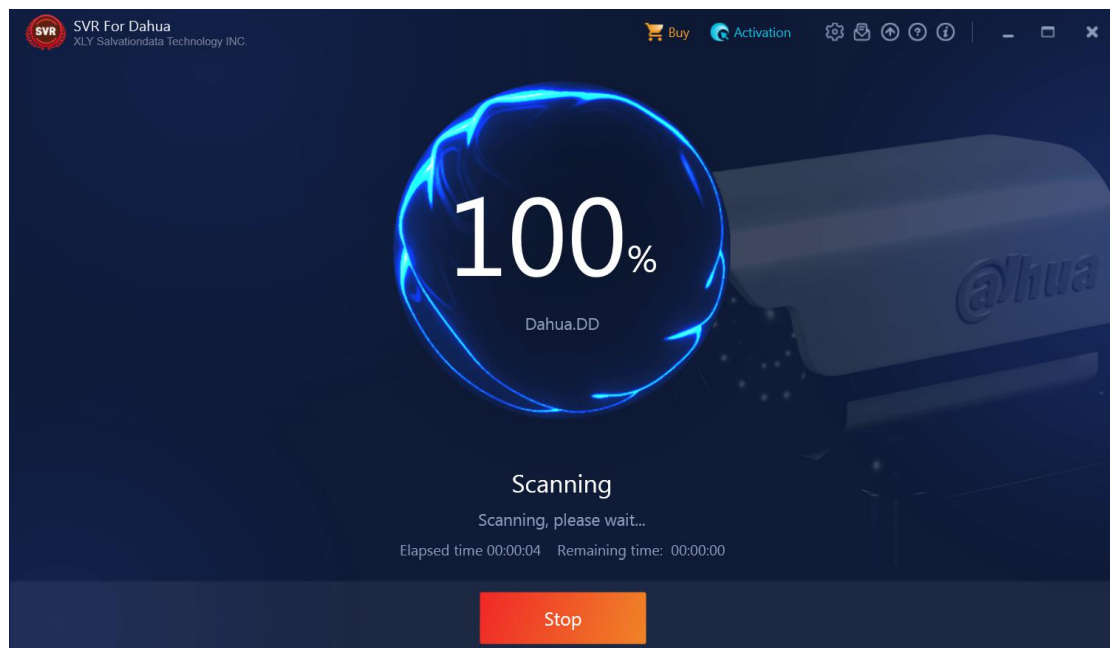 SVR
SVR For Dahua
XLY Salvationdata Technology INC.
Buy
Activation
alhua
100%
Dahua.DD
Scanning
Scanning, please wait...
Elapsed time 00:00:04 Remaining time: 00:00:00
Stop